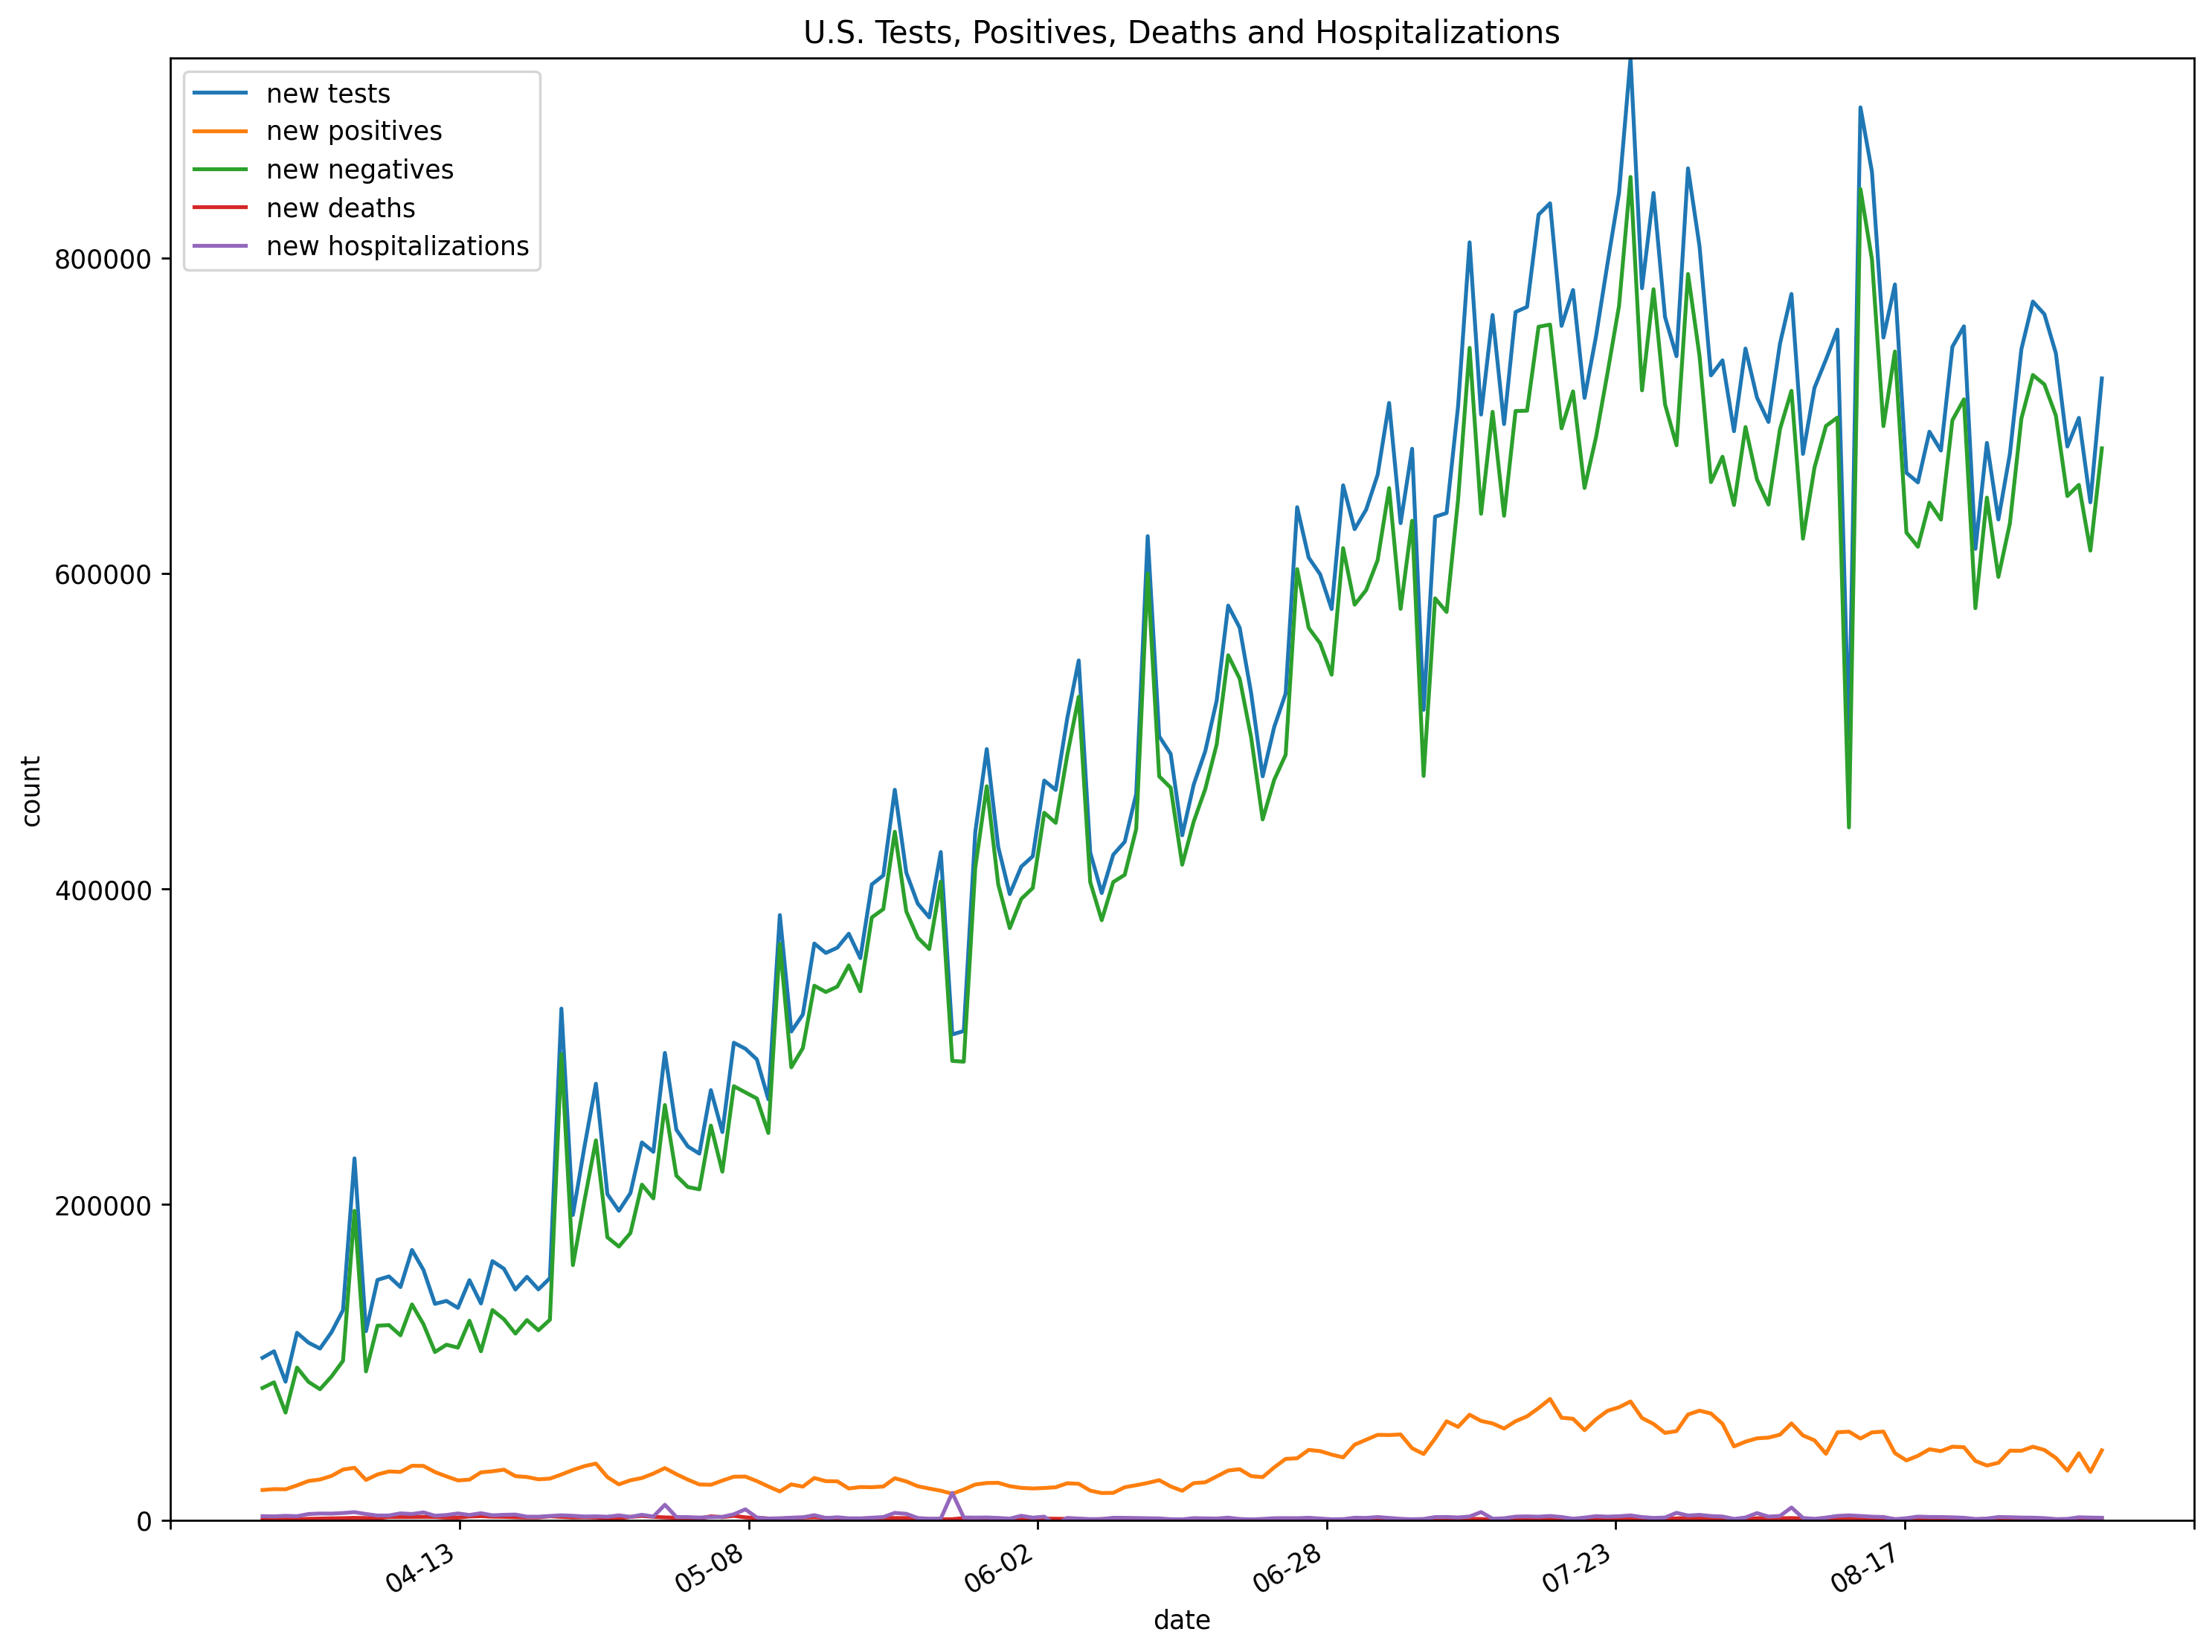 U.S. Tests, Positives, Deaths and Hospitalizations
new tests
new positives
new negatives
new deaths
new hospitalizations
800000
600000
400000
200000
0
count
04-13
05-08
06-02
06-28
07-23
08-17
date